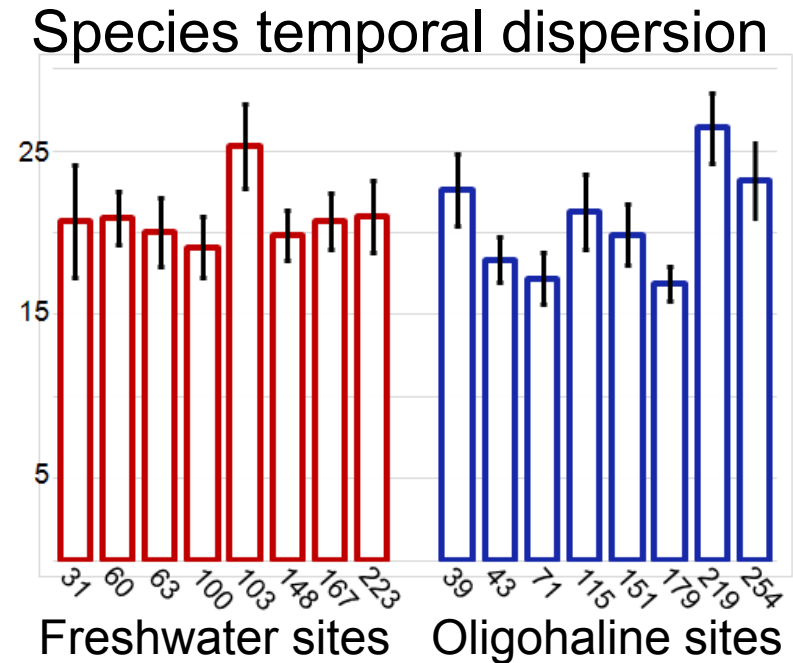 Species temporal dispersion
25
15
5
31 60 63 100 103 148 167 223 39 43 71 115 151 179 219 254
Freshwater sites Oligohaline sites